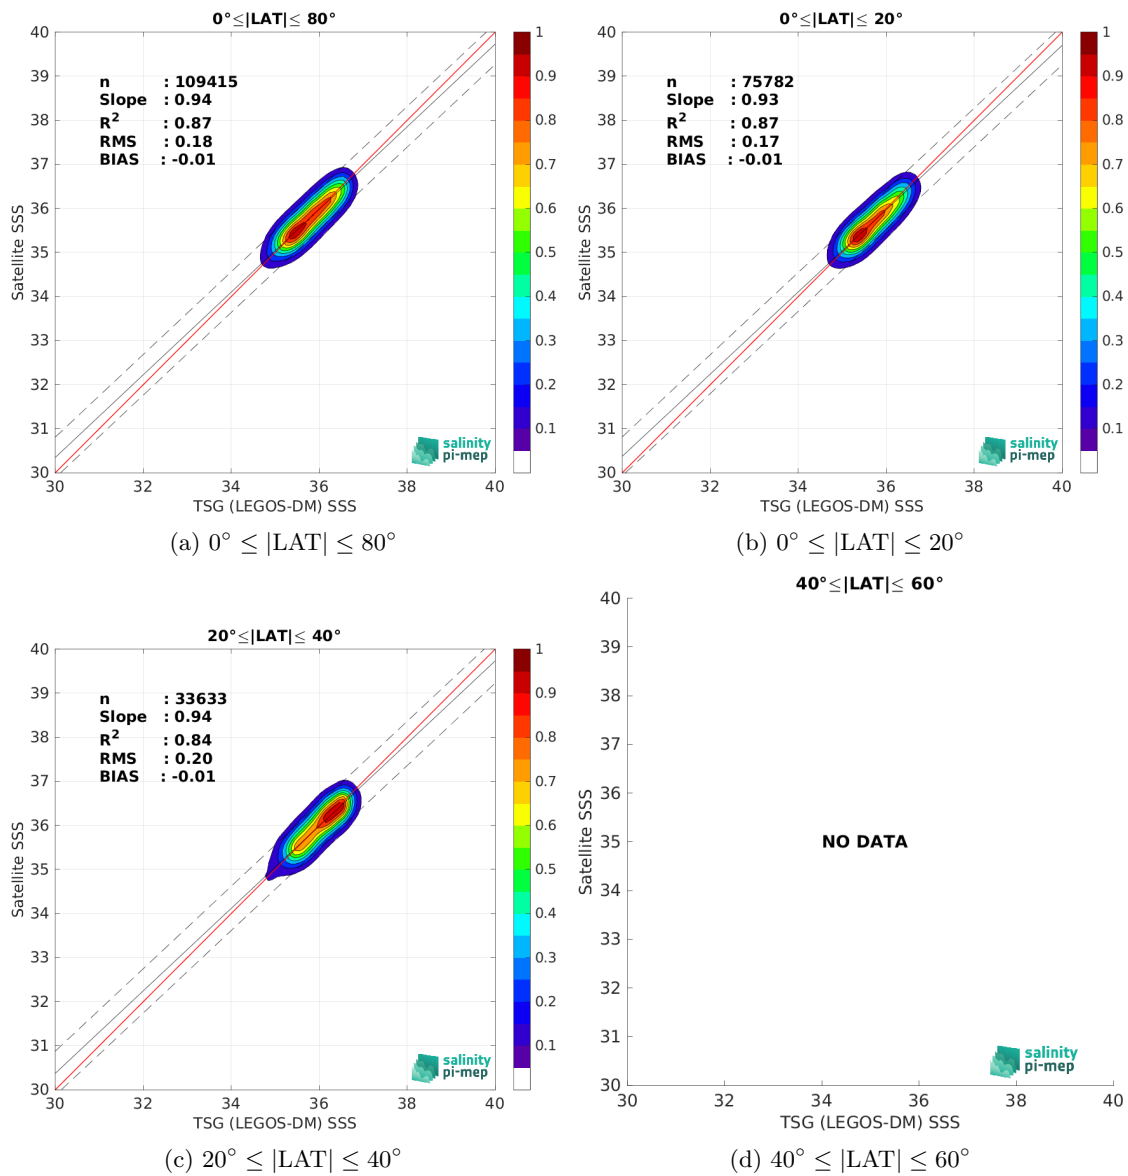 0°≤|LAT|≤ 80°
40
39
38
37
36
35
34
33
32
31
30
Satellite SSS
n : 109415
Slope : 0.94
R² : 0.87
RMS : 0.18
BIAS : -0.01
salinity
pi-mep
30 32 34 36 38 40
TSG (LEGOS-DM) SSS
1
0.9
0.8
0.7
0.6
0.5
0.4
0.3
0.2
0.1
(a) 0° ≤ |LAT| ≤ 80°
0°≤|LAT|≤ 20°
40
39
38
37
36
35
34
33
32
31
30
Satellite SSS
n : 75782
Slope : 0.93
R² : 0.87
RMS : 0.17
BIAS : -0.01
salinity
pi-mep
30 32 34 36 38 40
TSG (LEGOS-DM) SSS
1
0.9
0.8
0.7
0.6
0.5
0.4
0.3
0.2
0.1
(b) 0° ≤ |LAT| ≤ 20°
20°≤|LAT|≤ 40°
40
39
38
37
36
35
34
33
32
31
30
Satellite SSS
n : 33633
Slope : 0.94
R² : 0.84
RMS : 0.20
BIAS : -0.01
salinity
pi-mep
30 32 34 36 38 40
TSG (LEGOS-DM) SSS
1
0.9
0.8
0.7
0.6
0.5
0.4
0.3
0.2
0.1
(c) 20° ≤ |LAT| ≤ 40°
40°≤|LAT|≤ 60°
40
39
38
37
36
35
34
33
32
31
30
Satellite SSS
NO DATA
salinity
pi-mep
30 32 34 36 38 40
TSG (LEGOS-DM) SSS
(d) 40° ≤ |LAT| ≤ 60°